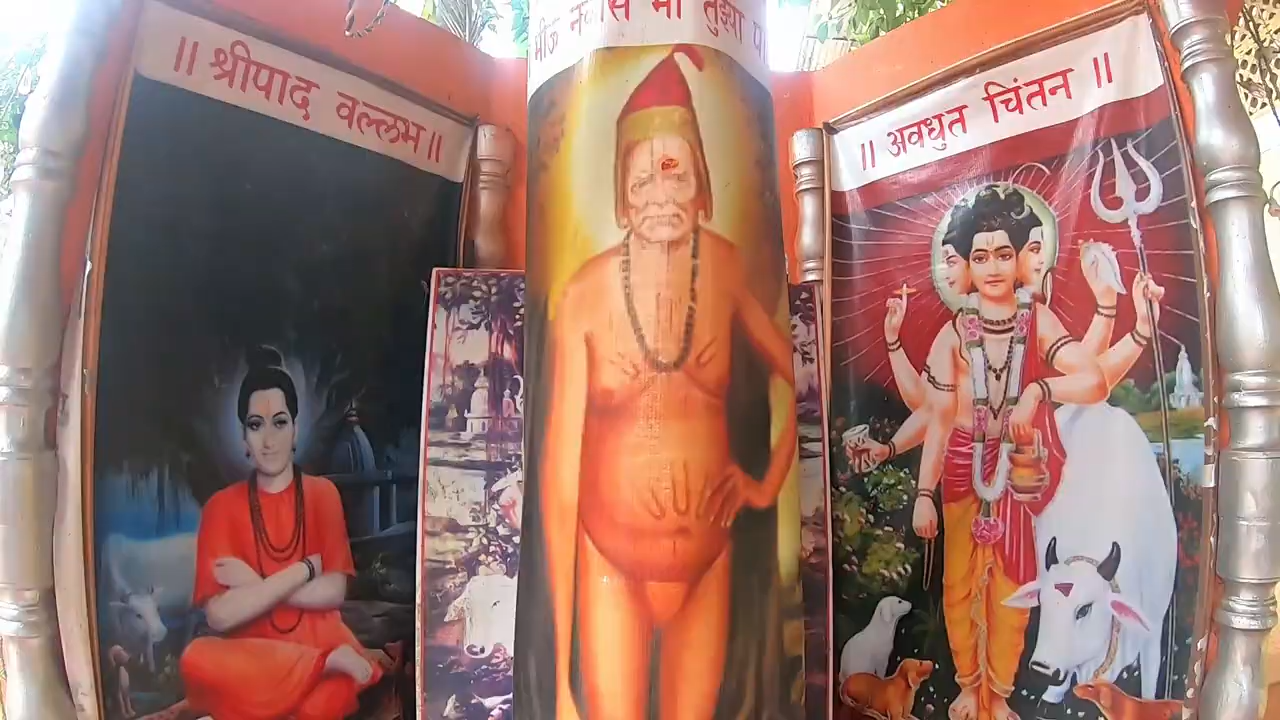 ॥ श्रीपाद वल्लभ॥
मी तुझ्या
॥ अवधुत चिंतन ॥